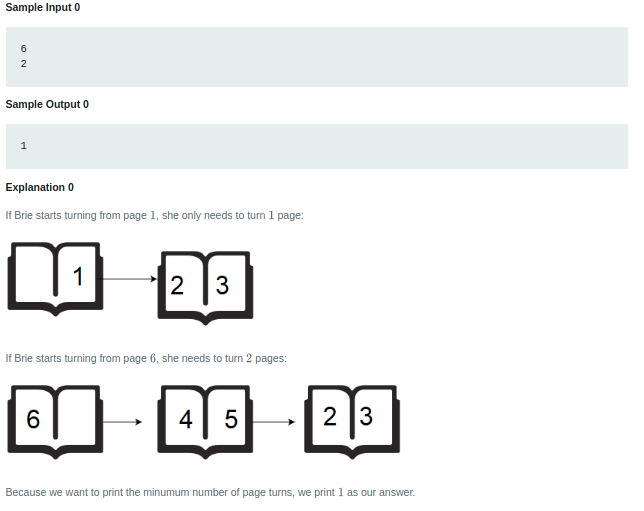 Sample Input 0
6
2
Sample Output 0
1
Explanation 0
If Brie starts turning from page 1, she only needs to turn 1 page:
1 2 3
If Brie starts turning from page 6, she needs to turn 2 pages:
6 4 5 2 3
Because we want to print the minumum number of page turns, we print 1 as our answer.